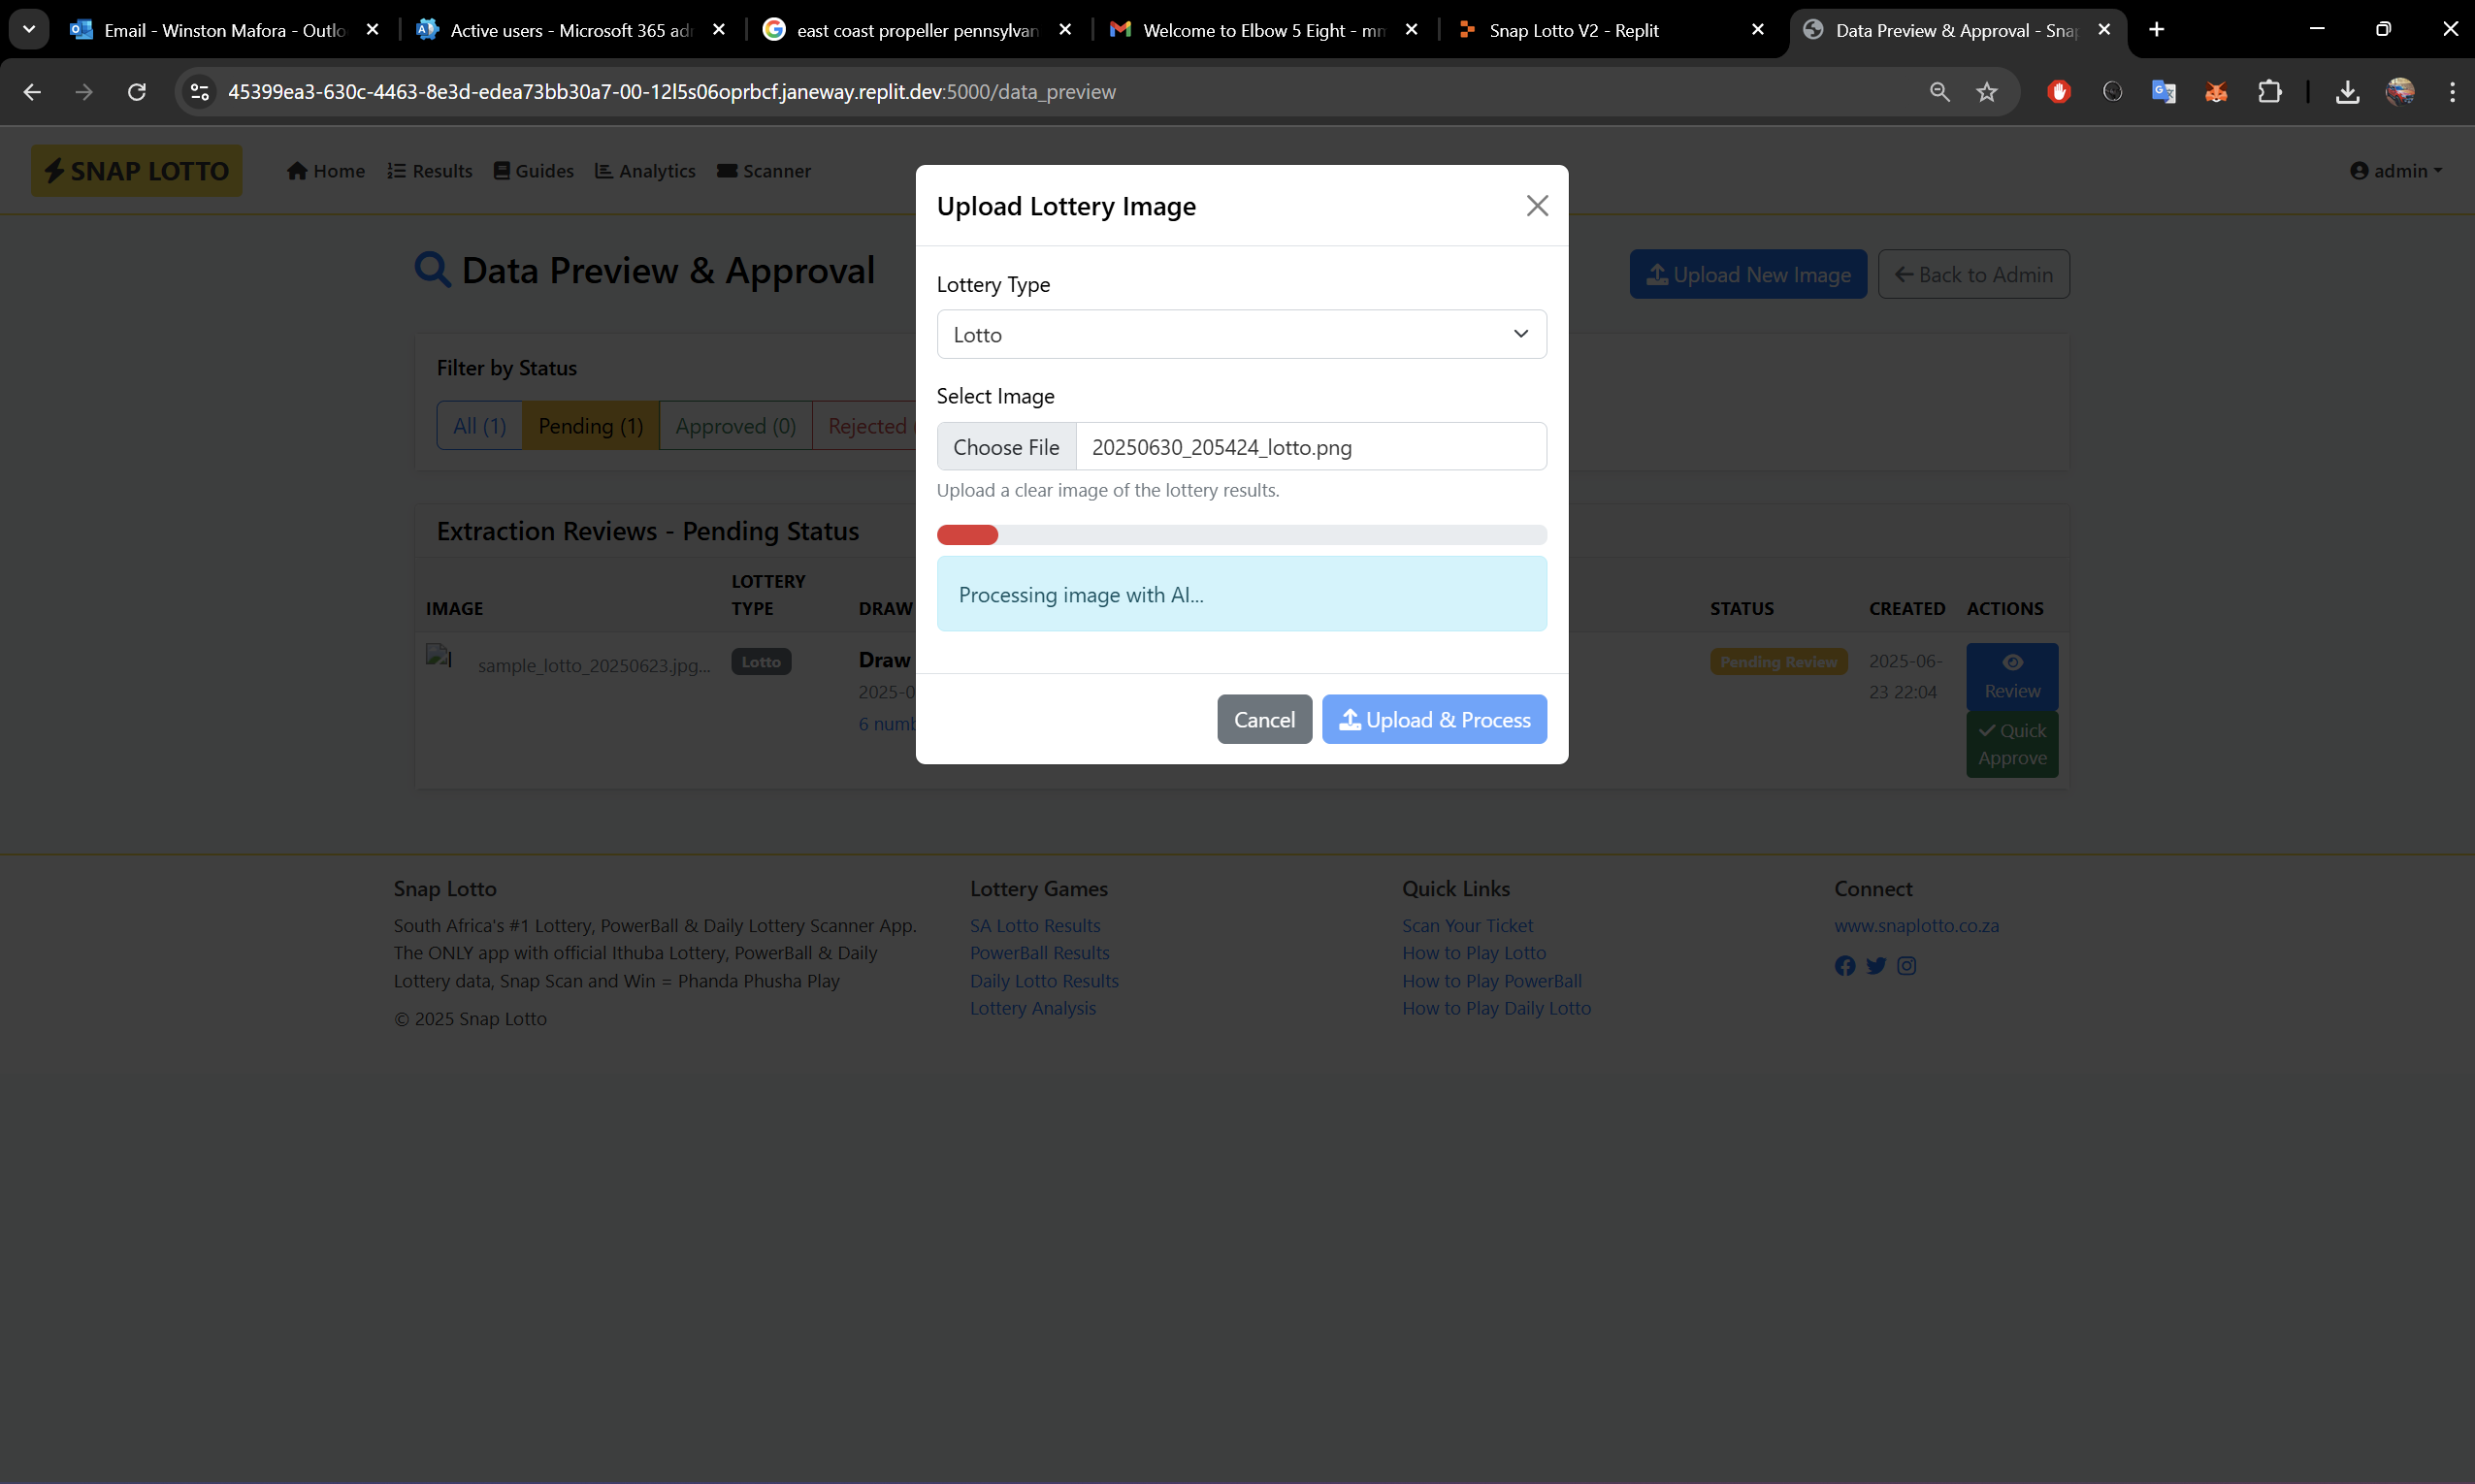 Email - Winston Mafora - Outlo
Active users - Microsoft 365 adr
east coast propeller pennsylvan
Welcome to Elbow 5 Eight - mn
Snap Lotto V2 - Replit
Data Preview & Approval - Snap
45399ea3-630c-4463-8e3d-edea73bb30a7-00-12l5s06oprbcf.janeway.replit.dev:5000/data_preview
SNAP LOTTO
Home
Results
Guides
Analytics
Scanner
admin
Data Preview & Approval
Upload New Image
Back to Admin
Filter by Status
All (1)
Pending (1)
Approved (0)
Rejected
Extraction Reviews - Pending Status
IMAGE
LOTTERY
TYPE
DRAW
STATUS
CREATED
ACTIONS
sample_lotto_20250623.jpg...
Lotto
Draw
2025-0
6 numb
Pending Review
2025-06-
23 22:04
Review
Quick
Approve
Upload Lottery Image
Lottery Type
Lotto
Select Image
Choose File
20250630_205424_lotto.png
Upload a clear image of the lottery results.
Processing image with AI...
Cancel
Upload & Process
Snap Lotto
South Africa's #1 Lottery, PowerBall & Daily Lottery Scanner App.
The ONLY app with official Ithuba Lottery, PowerBall & Daily
Lottery data, Snap Scan and Win = Phanda Phusha Play
© 2025 Snap Lotto
Lottery Games
SA Lotto Results
PowerBall Results
Daily Lotto Results
Lottery Analysis
Quick Links
Scan Your Ticket
How to Play Lotto
How to Play PowerBall
How to Play Daily Lotto
Connect
www.snaplotto.co.za